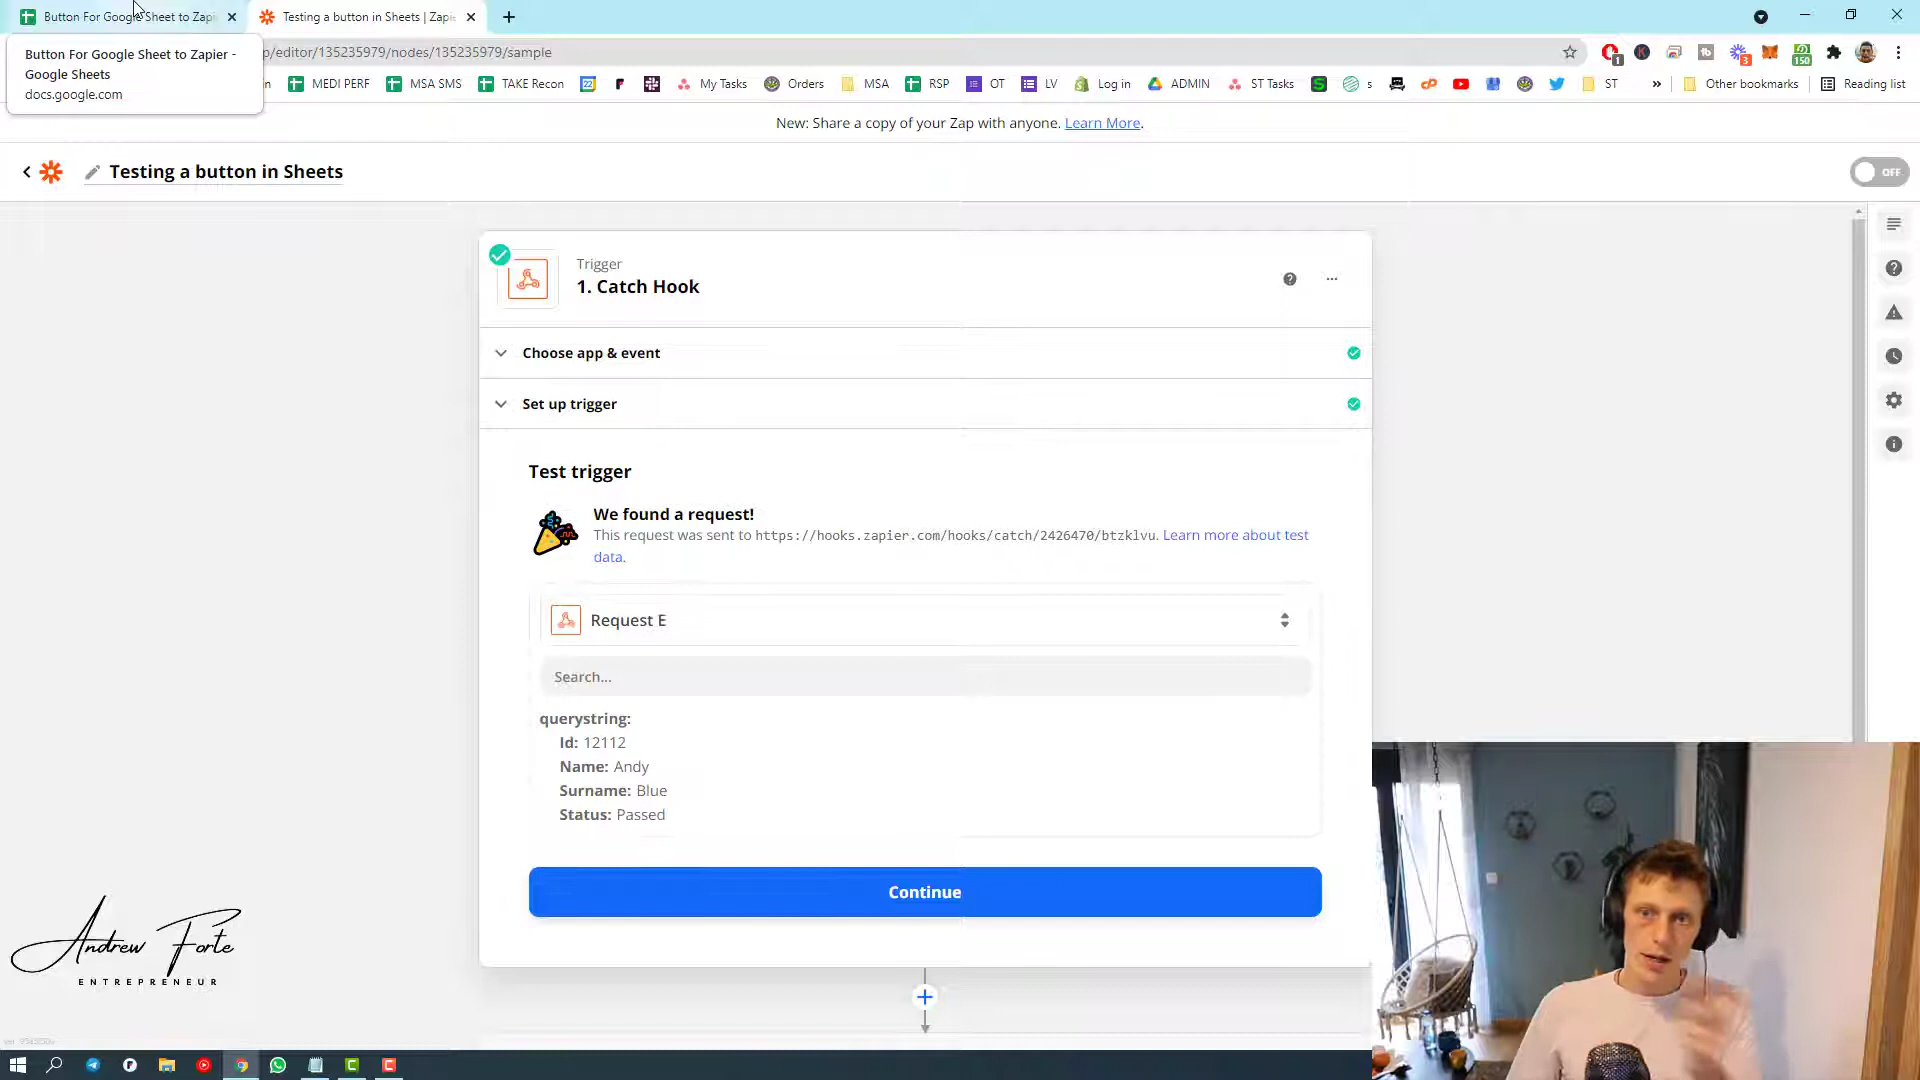 Button For Google Sheet to Zapi
Testing a button in Sheets | Zapi
Button For Google Sheet to Zapier -
Google Sheets
docs.google.com
p/editor/135235979/nodes/135235979/sample
1
3
150
n
MEDI PERF
MSA SMS
TAKE Recon
22
My Tasks
Orders
MSA
RSP
OT
LV
Log in
ADMIN
ST Tasks
s
ST
»
Other bookmarks
Reading list
New: Share a copy of your Zap with anyone. Learn More.
Testing a button in Sheets
OFF
Trigger
1. Catch Hook
Choose app & event
Set up trigger
Test trigger
We found a request!
This request was sent to https://hooks.zapier.com/hooks/catch/2426470/btzklvu. Learn more about test
data.
Request E
Search...
querystring:
Id: 12112
Name: Andy
Surname: Blue
Status: Passed
Continue
Andrew Forte
ENTREPRENEUR